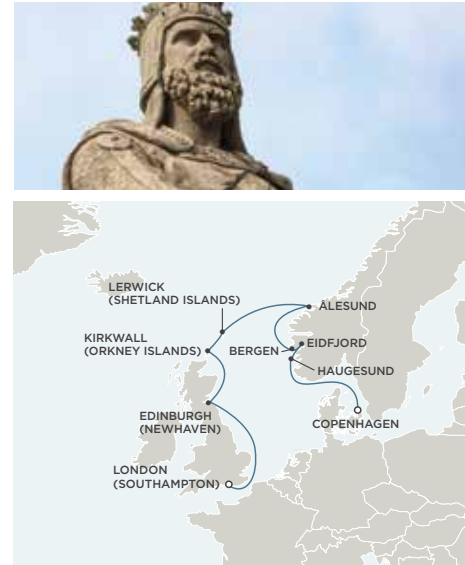 LERWICK
(SHETLAND ISLANDS)
ÅLESUND
KIRKWALL
(ORKNEY ISLANDS)
BERGEN
EIDFJORD
HAUGESUND
EDINBURGH
(NEWHAVEN)
COPENHAGEN
LONDON
(SOUTHAMPTON)